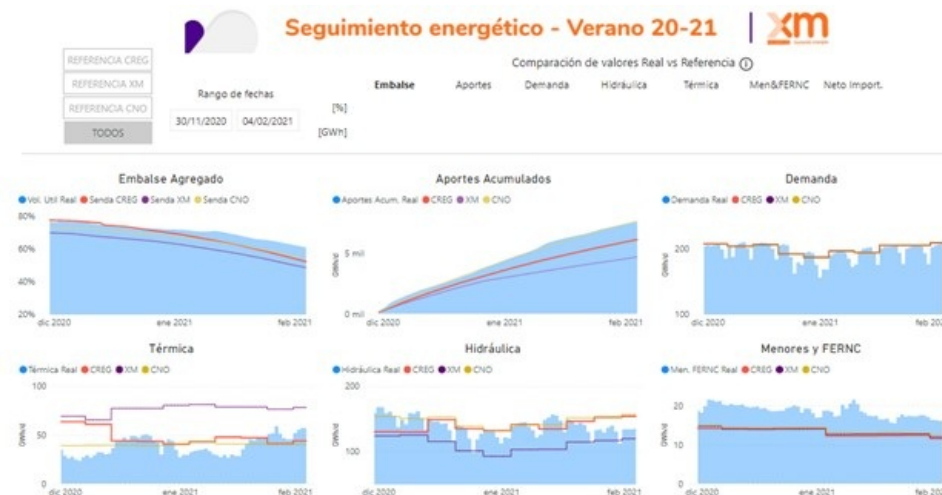 Seguimiento energético - Verano 20-21
xm
REFERENCIA CREG
REFERENCIA XM
REFERENCIA CNO
TODOS
Rango de fechas
30/11/2020 04/02/2021
Comparación de valores Real vs Referencia
Embalse Aportes Demanda Hidráulica Térmica Men&FERNC Neto Import.
[%]
[GWh]
Embalse Agregado
Vol. Util Real Senda CREG Senda XM Senda CNO
80%
60%
40%
20%
dic 2020 ene 2021 feb 2021
Aportes Acumulados
Aportes Acum. Real CREG XM CNO
GWh/d
5 mil
0 mil
dic 2020 ene 2021 feb 2021
Demanda
Demanda Real CREG XM CNO
GWh/d
200
100
dic 2020 ene 2021 feb 202
Térmica
Térmica Real CREG XM CNO
GWh/d
100
50
0
dic 2020 ene 2021 feb 2021
Hidráulica
Hidráulica Real CREG XM CNO
GWh/d
200
100
dic 2020 ene 2021 feb 2021
Menores y FERNC
Men. FERNC Real CREG XM CNO
GWh/d
20
10
0
dic 2020 ene 2021 feb 202